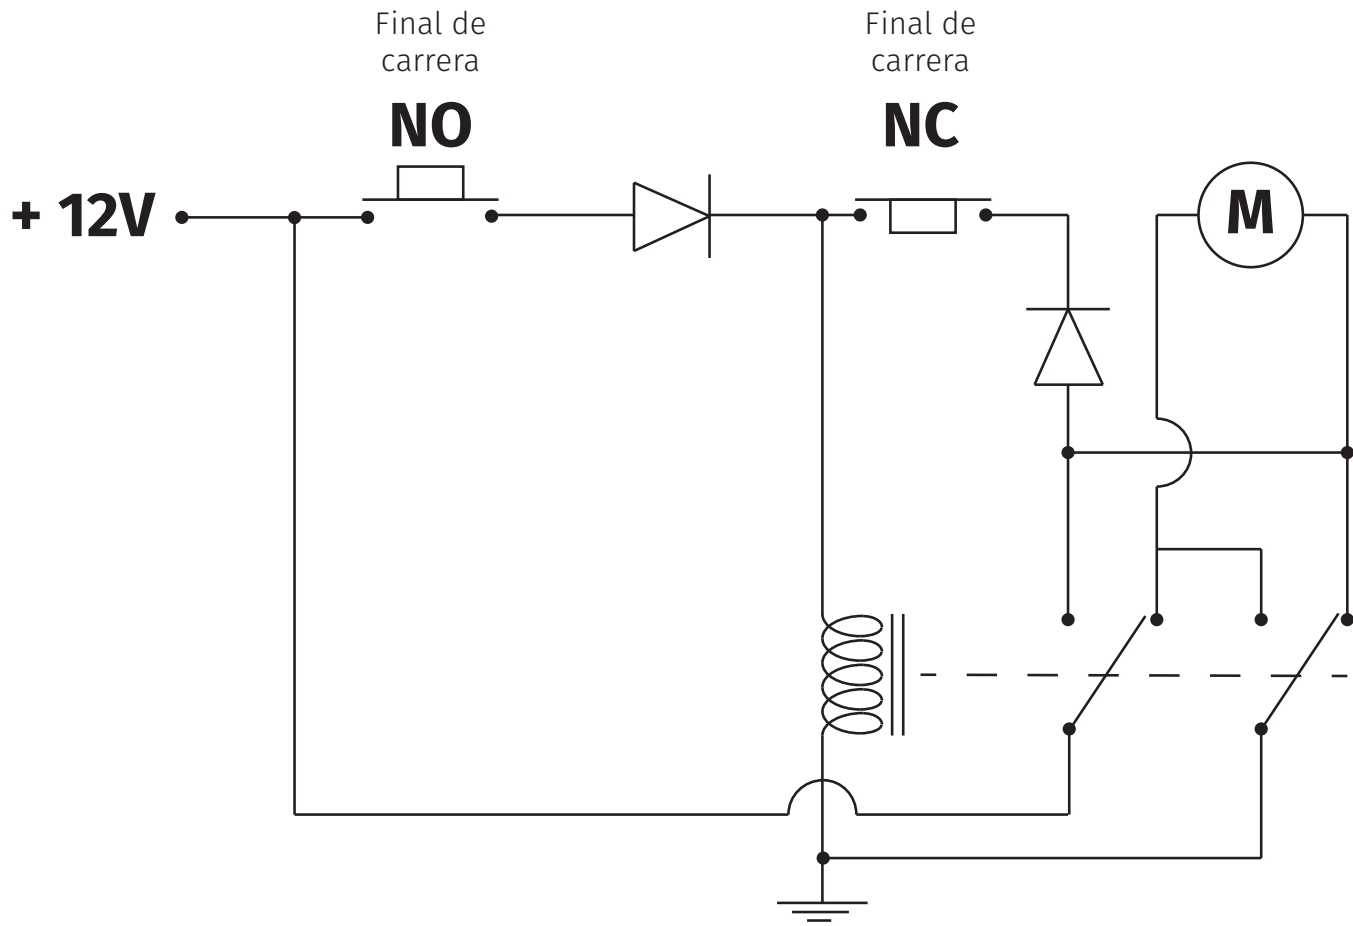 Final de
carrera
NO
Final de
carrera
NC
+ 12V
M